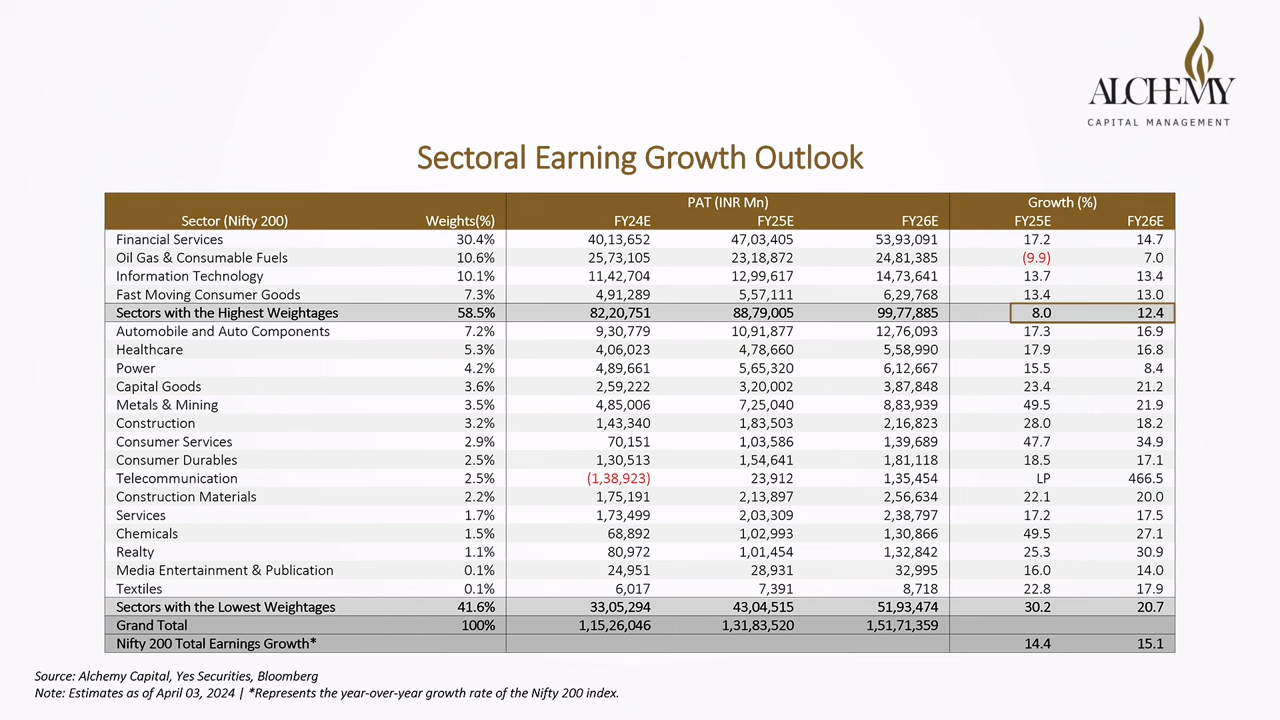 ALCHEMY
CAPITAL MANAGEMENT
Sectoral Earning Growth Outlook
PAT (INR Mn) Growth (%)
Sector (Nifty 200) Weights(%) FY24E FY25E FY26E FY25E FY26E
Financial Services 30.4% 40,13,652 47,03,405 53,93,091 17.2 14.7
Oil Gas & Consumable Fuels 10.6% 25,73,105 23,18,872 24,81,385 (9.9) 7.0
Information Technology 10.1% 11,42,704 12,99,617 14,73,641 13.7 13.4
Fast Moving Consumer Goods 7.3% 4,91,289 5,57,111 6,29,768 13.4 13.0
Sectors with the Highest Weightages 58.5% 82,20,751 88,79,005 99,77,885 8.0 12.4
Automobile and Auto Components 7.2% 9,30,779 10,91,877 12,76,093 17.3 16.9
Healthcare 5.3% 4,06,023 4,78,660 5,58,990 17.9 16.8
Power 4.2% 4,89,661 5,65,320 6,12,667 15.5 8.4
Capital Goods 3.6% 2,59,222 3,20,002 3,87,848 23.4 21.2
Metals & Mining 3.5% 4,85,006 7,25,040 8,83,939 49.5 21.9
Construction 3.2% 1,43,340 1,83,503 2,16,823 28.0 18.2
Consumer Services 2.9% 70,151 1,03,586 1,39,689 47.7 34.9
Consumer Durables 2.5% 1,30,513 1,54,641 1,81,118 18.5 17.1
Telecommunication 2.5% (1,38,923) 23,912 1,35,454 LP 466.5
Construction Materials 2.2% 1,75,191 2,13,897 2,56,634 22.1 20.0
Services 1.7% 1,73,499 2,03,309 2,38,797 17.2 17.5
Chemicals 1.5% 68,892 1,02,993 1,30,866 49.5 27.1
Realty 1.1% 80,972 1,01,454 1,32,842 25.3 30.9
Media Entertainment & Publication 0.1% 24,951 28,931 32,995 16.0 14.0
Textiles 0.1% 6,017 7,391 8,718 22.8 17.9
Sectors with the Lowest Weightages 41.6% 33,05,294 43,04,515 51,93,474 30.2 20.7
Grand Total 100% 1,15,26,046 1,31,83,520 1,51,71,359
Nifty 200 Total Earnings Growth* 14.4 15.1
Source: Alchemy Capital, Yes Securities, Bloomberg
Note: Estimates as of April 03, 2024 | *Represents the year-over-year growth rate of the Nifty 200 index.